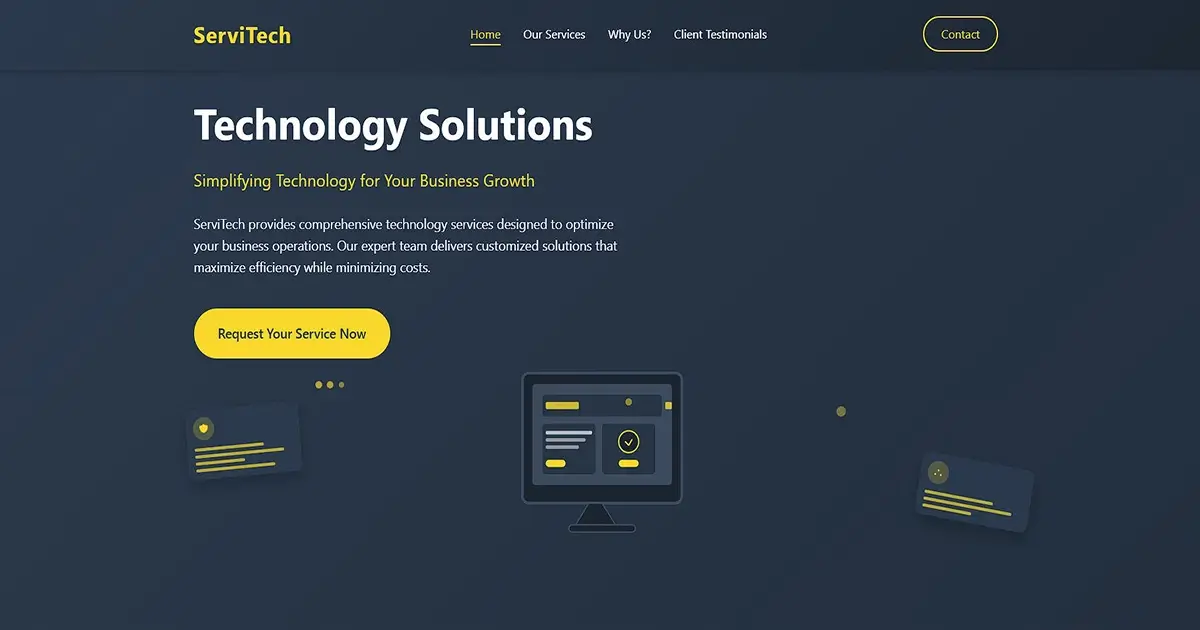 ServiTech
Home
Our Services
Why Us?
Client Testimonials
Contact
Technology Solutions
Simplifying Technology for Your Business Growth
ServiTech provides comprehensive technology services designed to optimize
your business operations. Our expert team delivers customized solutions that
maximize efficiency while minimizing costs.
Request Your Service Now